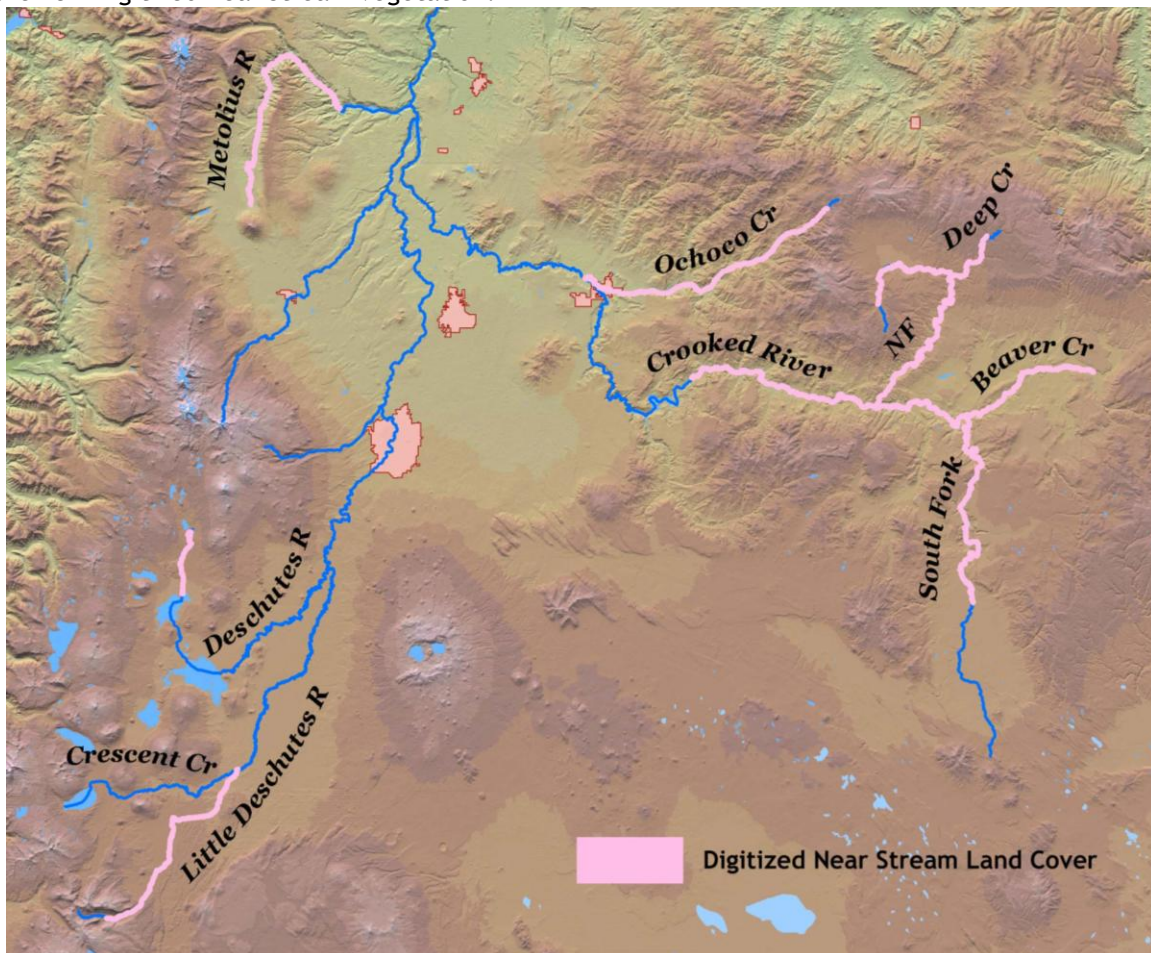 Metolius R
Ochoco Cr
Deep Cr
NF
Crooked River
Beaver Cr
South Fork
Deschutes R
Crescent Cr
Little Deschutes R
Digitized Near Stream Land Cover